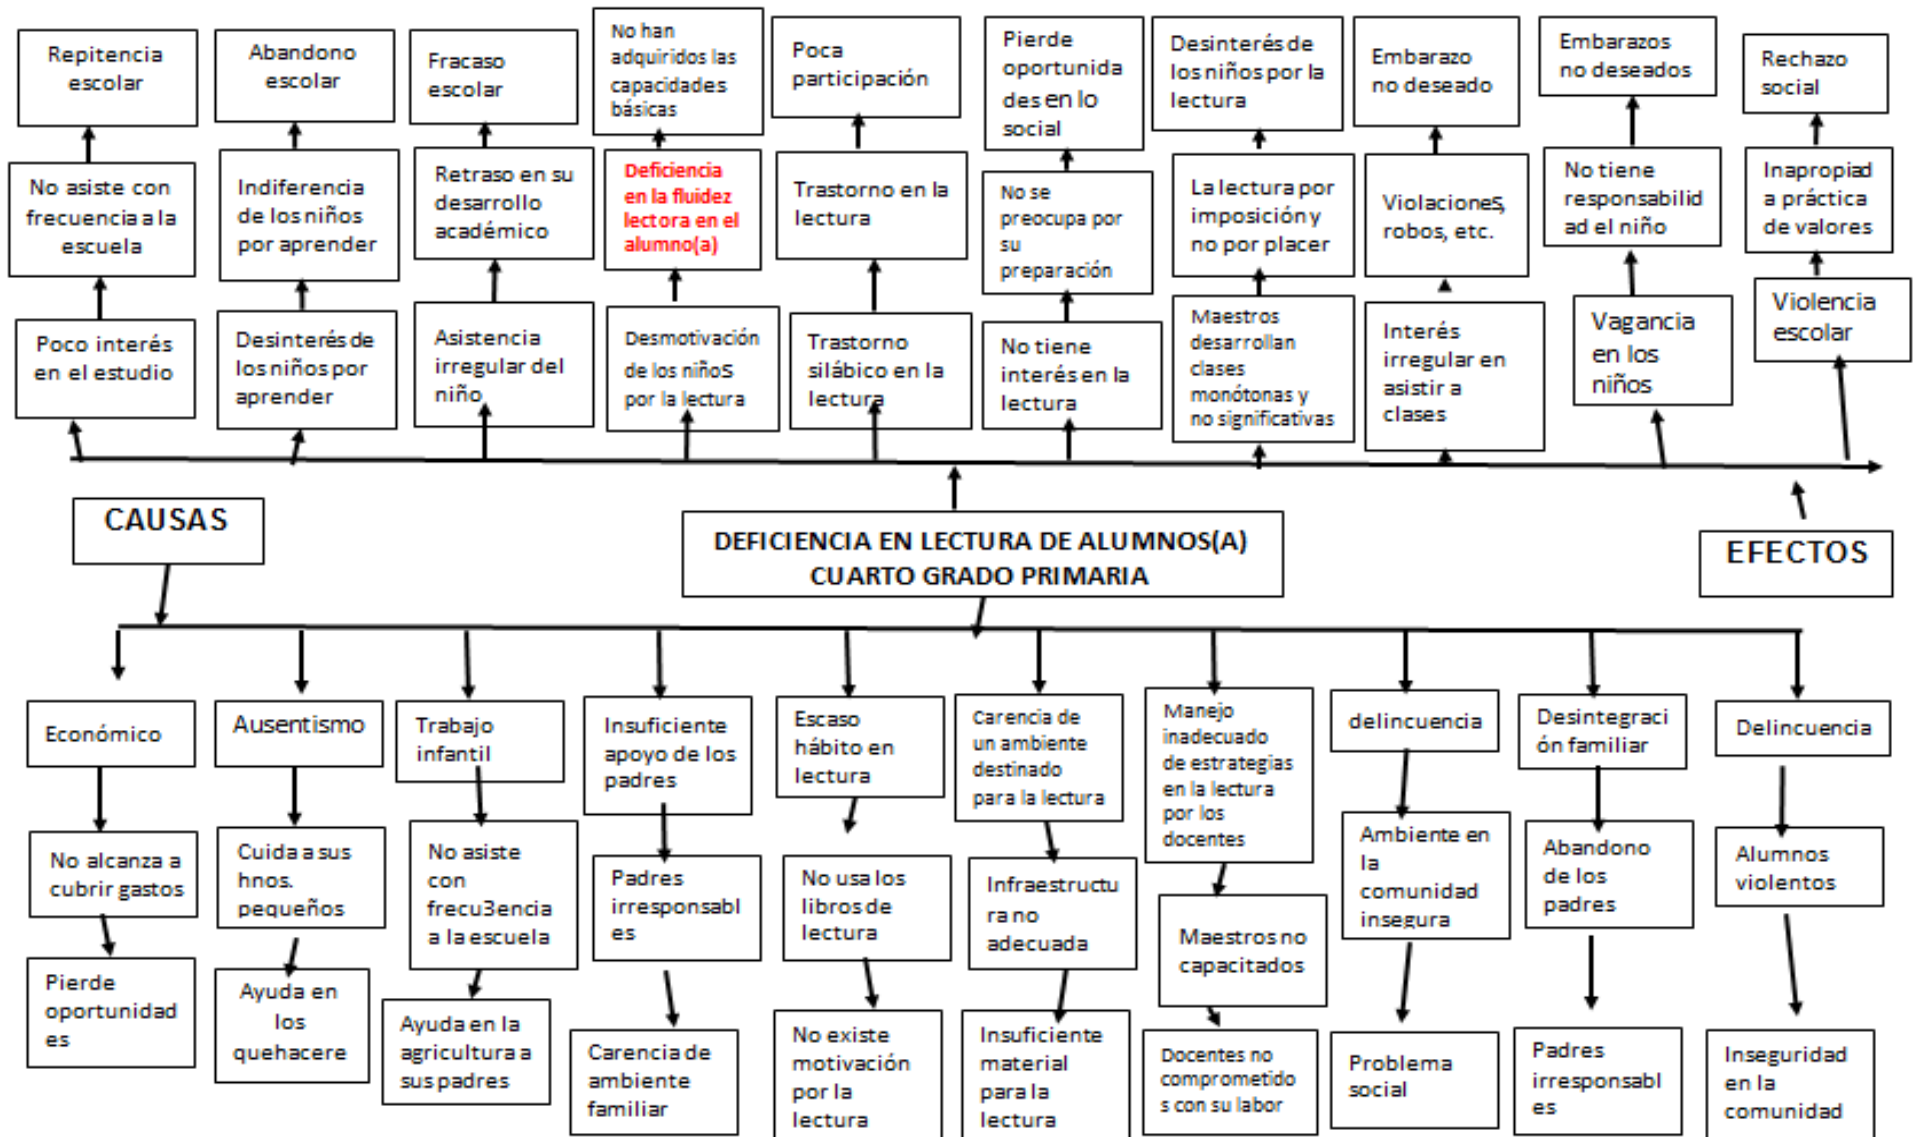 Repitencia
escolar
Abandono
escolar
Fracaso
escolar
No han
adquiridos las
capacidades
básicas
Poca
participación
Pierde
oportunida
des en lo
social
Desinterés de
los niños por la
lectura
Embarazo
no deseado
Embarazos
no deseados
Rechazo
social
No asiste con
frecuencia a la
escuela
Indiferencia
de los niños
por aprender
Retraso en su
desarrollo
académico
Deficiencia
en la fluidez
lectora en el
alumno(a)
Trastorno en la
lectura
No se
preocupa por
su
preparación
La lectura por
imposición y
no por placer
Violaciones,
robos, etc.
No tiene
responsabilid
ad el niño
Inapropiad
a práctica
de valores
Poco interés
en el estudio
Desinterés de
los niños por
aprender
Asistencia
irregular del
niño
Desmotivación
de los niños
por la lectura
Trastorno
silábico en la
lectura
No tiene
interés en la
lectura
Maestros
desarrollan
clases
monótonas y
no significativas
Interés
irregular en
asistir a
clases
Vagancia
en los
niños
Violencia
escolar
CAUSAS
DEFICIENCIA EN LECTURA DE ALUMNOS(A)
CUARTO GRADO PRIMARIA
EFECTOS
Económico
Ausentismo
Trabajo
infantil
Insuficiente
apoyo de los
padres
Escaso
hábito en
lectura
Carencia de
un ambiente
destinado
para la lectura
Manejo
inadecuado
de estrategias
en la lectura
por los
docentes
delincuencia
Desintegraci
ón familiar
Delincuencia
No alcanza a
cubrir gastos
Cuida a sus
hnos.
pequeños
No asiste
con
frecu3encia
a la escuela
Padres
irresponsabl
es
No usa los
libros de
lectura
Infraestructu
ra no
adecuada
Maestros no
capacitados
Ambiente en
la
comunidad
insegura
Abandono
de los
padres
Alumnos
violentos
Pierde
oportunidad
es
Ayuda en
los
quehacere
Ayuda en la
agricultura a
sus padres
Carencia de
ambiente
familiar
No existe
motivación
por la
lectura
Insuficiente
material
para la
lectura
Docentes no
comprometido
s con su labor
Problema
social
Padres
irresponsabl
es
Inseguridad
en la
comunidad